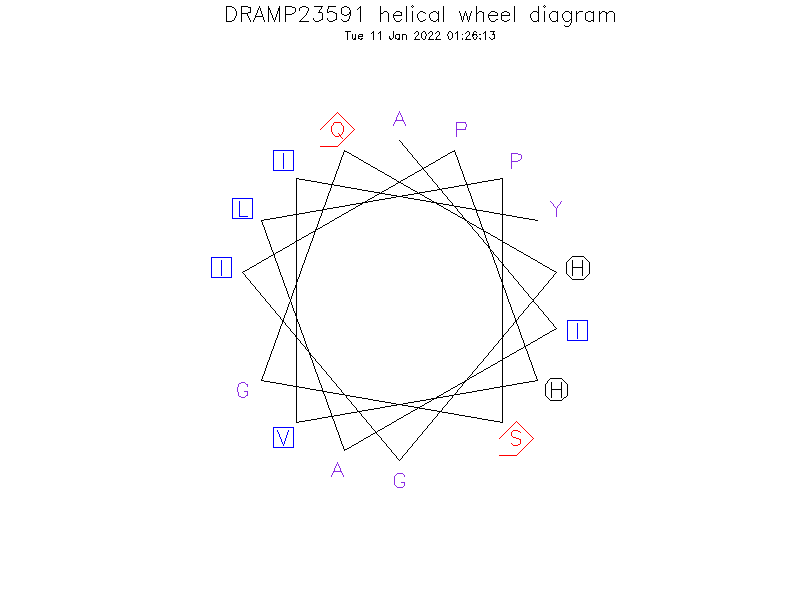 DRAMP23591 helical wheel diagram
Tue 11 Jan 2022 01:26:13
A
Q
P
I
P
L
Y
I
H
I
G
H
V
S
A
G